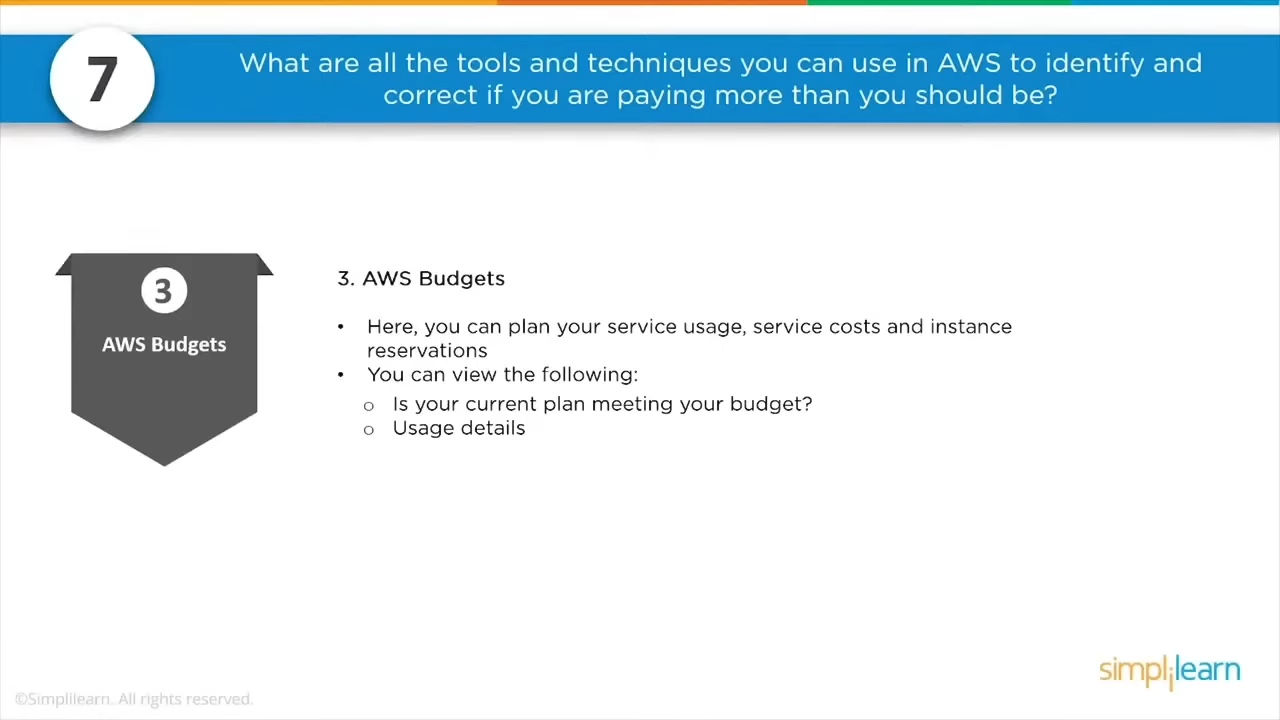 7
What are all the tools and techniques you can use in AWS to identify and
correct if you are paying more than you should be?
3
AWS Budgets
3. AWS Budgets
• Here, you can plan your service usage, service costs and instance
reservations
• You can view the following:
o Is your current plan meeting your budget?
o Usage details
simplilearn
©Simplilearn. All rights reserved.